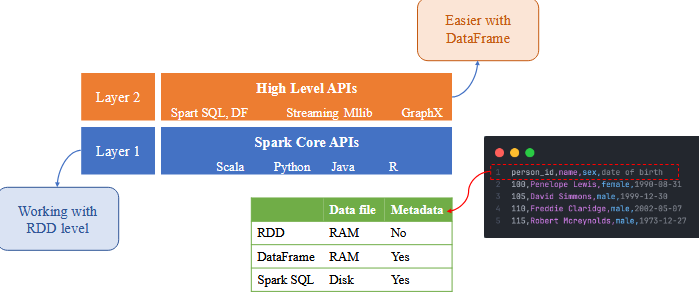 Easier with
DataFrame
Layer 2
High Level APIs
Spart SQL, DF Streaming Mllib GraphX
Layer 1
Spark Core APIs
Scala Python Java R
Working with
RDD level
Data file Metadata
RDD RAM No
DataFrame RAM Yes
Spark SQL Disk Yes
1 person_id,name,sex,date of birth
2 100,Penelope Lewis,female,1990-08-31
3 105,David Simmons,male,1999-12-30
4 110,Freddie Claridge,male,2002-05-07
5 115,Robert Mcreynolds,male,1973-12-27